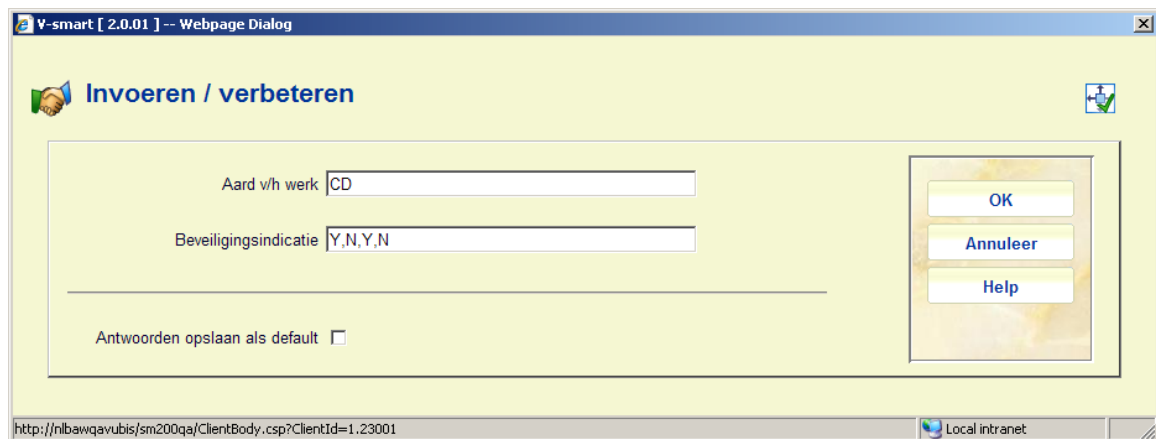 V-smart [ 2.0.01 ] -- Webpage Dialog
Invoeren / verbeteren
Aard v/h werk CD
OK
Beveiligingsindicatie Y,N,Y,N
Annuleer
Help
Antwoorden opslaan als default
http://nlbawqavubis/sm200qa/ClientBody.csp?ClientId=1.23001 Local intranet